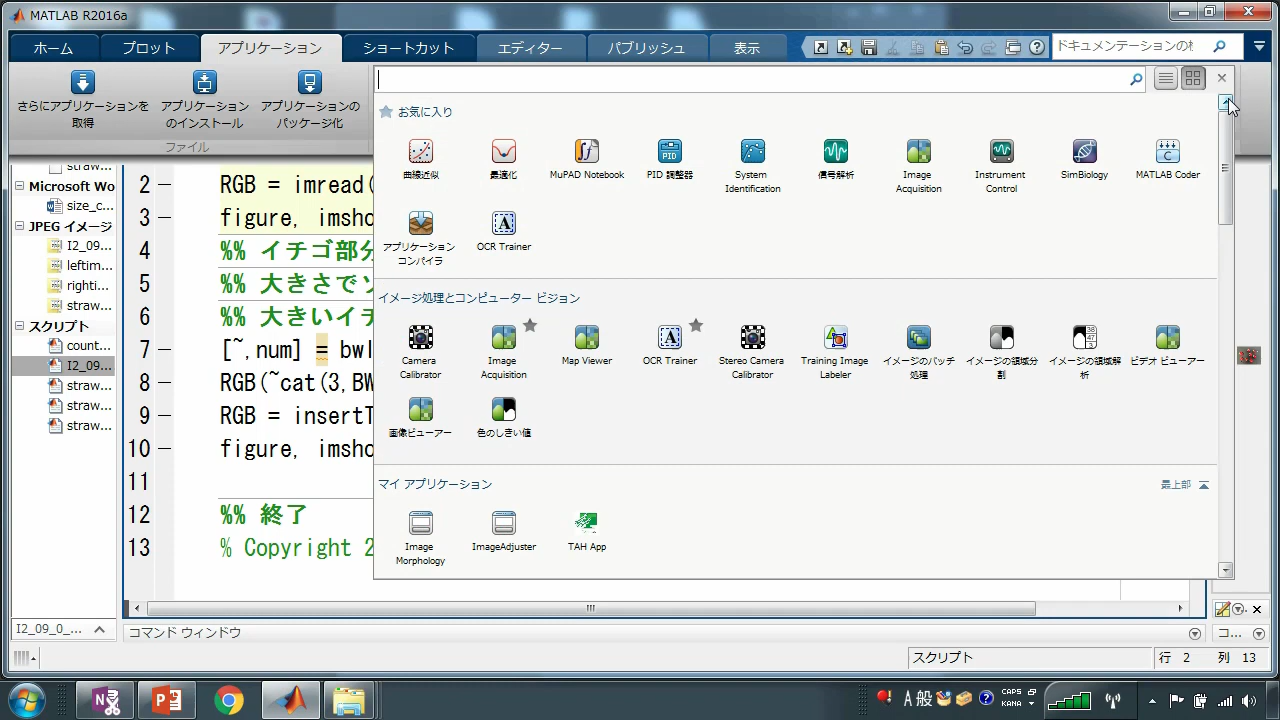 MATLAB R2016a
ホーム
プロット
アプリケーション
ショートカット
エディター
パブリッシュ
表示
ドキュメンテーションの検
さらにアプリケーションを
取得
アプリケーション
のインストール
アプリケーションの
パッケージ化
ファイル
お気に入り
曲線近似
最適化
MuPAD Notebook
PID 調整器
System
Identification
信号解析
Image
Acquisition
Instrument
Control
SimBiology
MATLAB Coder
アプリケーション
コンパイラ
OCR Trainer
イメージ処理とコンピューター ビジョン
Camera
Calibrator
Image
Acquisition
Map Viewer
OCR Trainer
Stereo Camera
Calibrator
Training Image
Labeler
イメージのバッチ
処理
イメージの領域分
割
イメージの領域解
析
ビデオ ビューアー
画像ビューアー
色のしきい値
マイ アプリケーション
最上部
Image
Morphology
ImageAdjuster
TAH App
straw...
Microsoft Wo
size_c...
JPEG イメージ
I2_09...
leftim...
rightі...
straw...
スクリプト
count...
I2_09...
straw...
straw...
straw...
I2_09_0_...
2 RGB = imread(
3 figure, imsho
4 %% イチゴ部分
5 %% 大きさでソ
6 %% 大きいイチ
7 [~,num] = bwl
8 RGB(~cat(3,BW
9 RGB = insertT
10 figure, imsho
11
12 %% 終了
13 % Copyright 2
コマンド ウィンドウ
コ...
スクリプト
行 2 列 13
A 般
CAPS
KANA